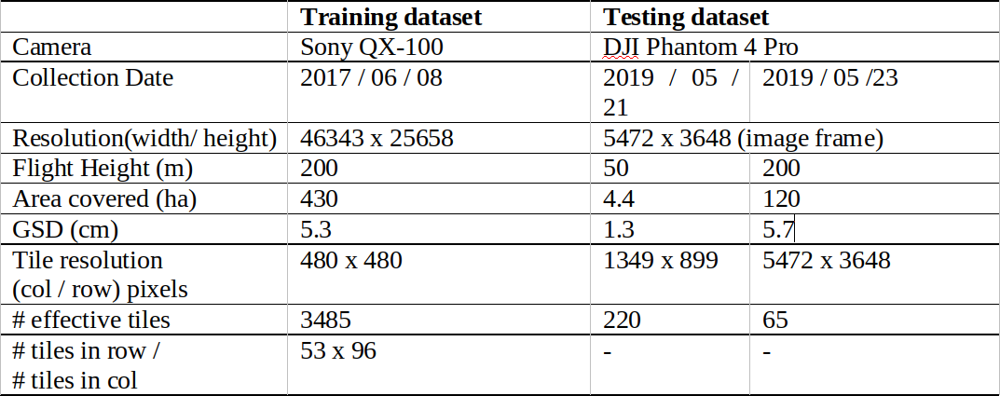 Training dataset Testing dataset
Camera Sony QX-100 DJI Phantom 4 Pro
Collection Date 2017 / 06 / 08 2019 / 05 / 2019 / 05 /23
21
Resolution(width/ height) 46343 x 25658 5472 x 3648 (image frame)
Flight Height (m) 200 50 200
Area covered (ha) 430 4.4 120
GSD (cm) 5.3 1.3 5.7
Tile resolution 480 x 480 1349 x 899 5472 x 3648
(col / row) pixels
# effective tiles 3485 220 65
# tiles in row / 53 x 96 - -
# tiles in col